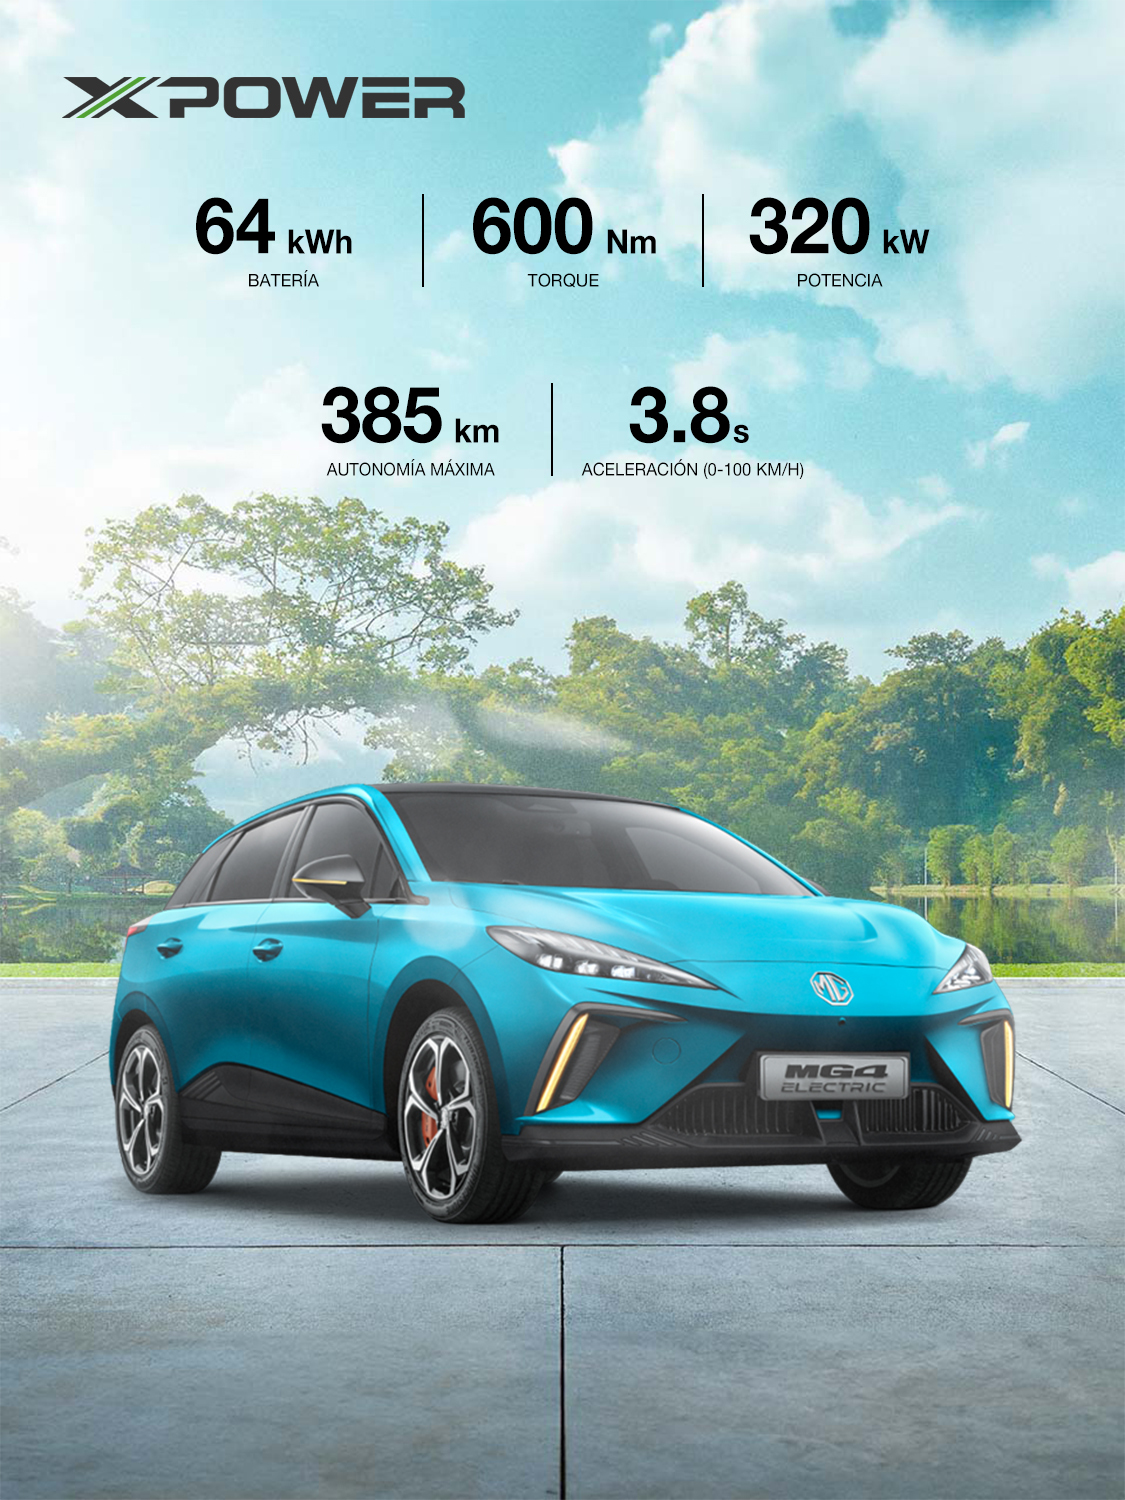 XPOWER
64 kWh
BATERÍA
600 Nm
TORQUE
320 kW
POTENCIA
385 km
AUTONOMÍA MÁXIMA
3.8s
ACELERACIÓN (0-100 KM/H)
MG
MG4
ELECTRIC